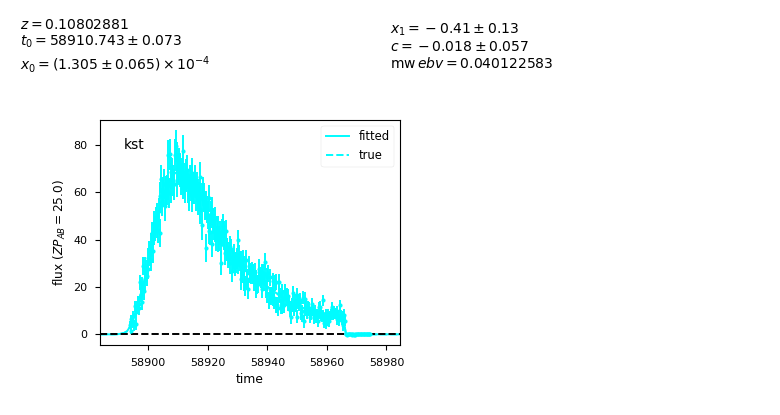 z = 0.10802881
t₀ = 58910.743 ± 0.073
x₀ = (1.305 ± 0.065) × 10⁻⁴
x₁ = −0.41 ± 0.13
c = −0.018 ± 0.057
mw ebv = 0.040122583
kst
fitted
true
flux (ZP_AB = 25.0)
80
60
40
20
0
58900 58920 58940 58960 58980
time